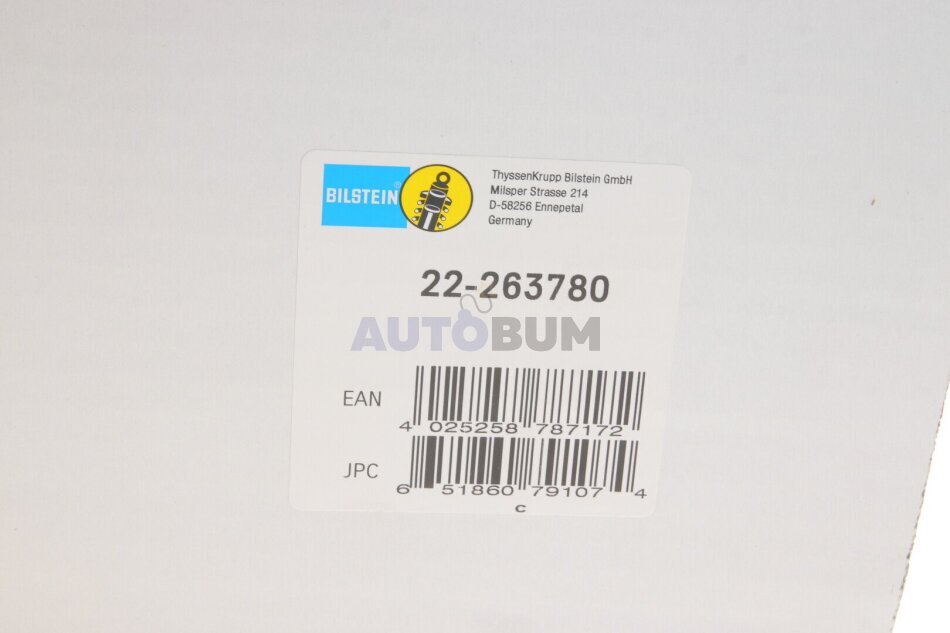 BILSTEIN®
ThyssenKrupp Bilstein GmbH
Milsper Strasse 214
D-58256 Ennepetal
Germany
22-263780
AUTOBUM
EAN
4 025258 787172
JPC
6 51860 79107 4
c